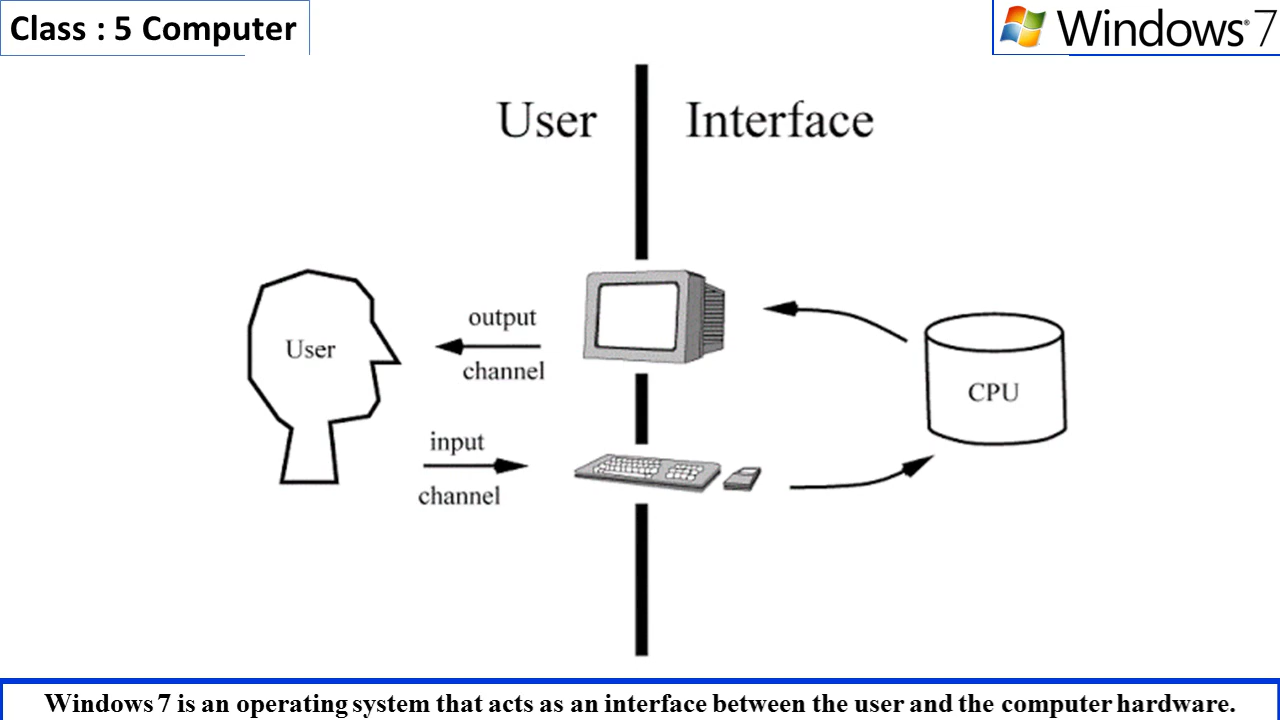 Class : 5 Computer
Windows® 7
User Interface
output
channel
User
CPU
input
channel
Windows 7 is an operating system that acts as an interface between the user and the computer hardware.